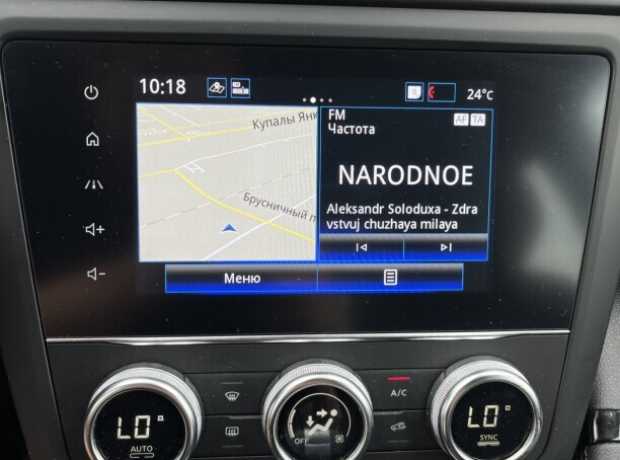 10:18
24°C
Купалы Янк
Брусничный п
FM
Частота
AF TA
NARODNOE
Aleksandr Soloduxa - Zdra
vstvuj chuzhaya milaya
Меню
LO
AUTO
OFF
A/C
LO
SYNC